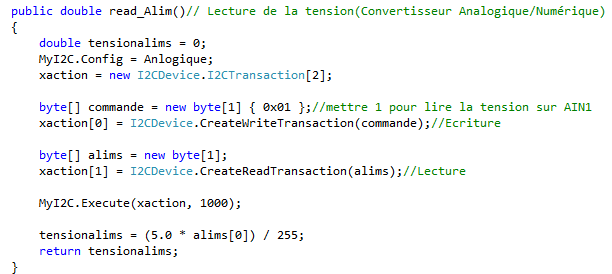 public double read_Alim()// Lecture de la tension(Convertisseur Analogique/Numérique)
{
    double tensionalims = 0;
    MyI2C.Config = Anlogique;
    xaction = new I2CDevice.I2CTransaction[2];

    byte[] commande = new byte[1] { 0x01 };//mettre 1 pour lire la tension sur AIN1
    xaction[0] = I2CDevice.CreateWriteTransaction(commande);//Ecriture

    byte[] alims = new byte[1];
    xaction[1] = I2CDevice.CreateReadTransaction(alims);//Lecture

    MyI2C.Execute(xaction, 1000);

    tensionalims = (5.0 * alims[0]) / 255;
    return tensionalims;
}